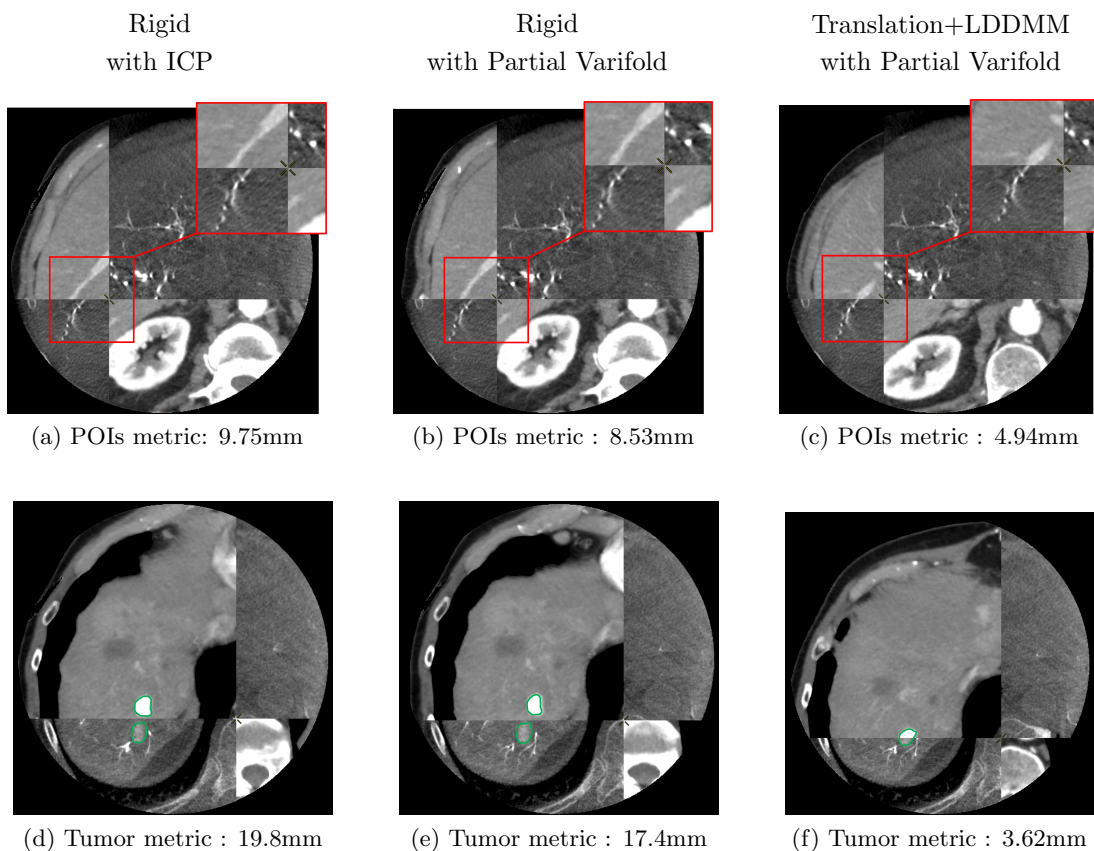 Rigid
with ICP
Rigid
with Partial Varifold
Translation+LDDMM
with Partial Varifold
(a) POIs metric: 9.75mm
(b) POIs metric : 8.53mm
(c) POIs metric : 4.94mm
(d) Tumor metric : 19.8mm
(e) Tumor metric : 17.4mm
(f) Tumor metric : 3.62mm